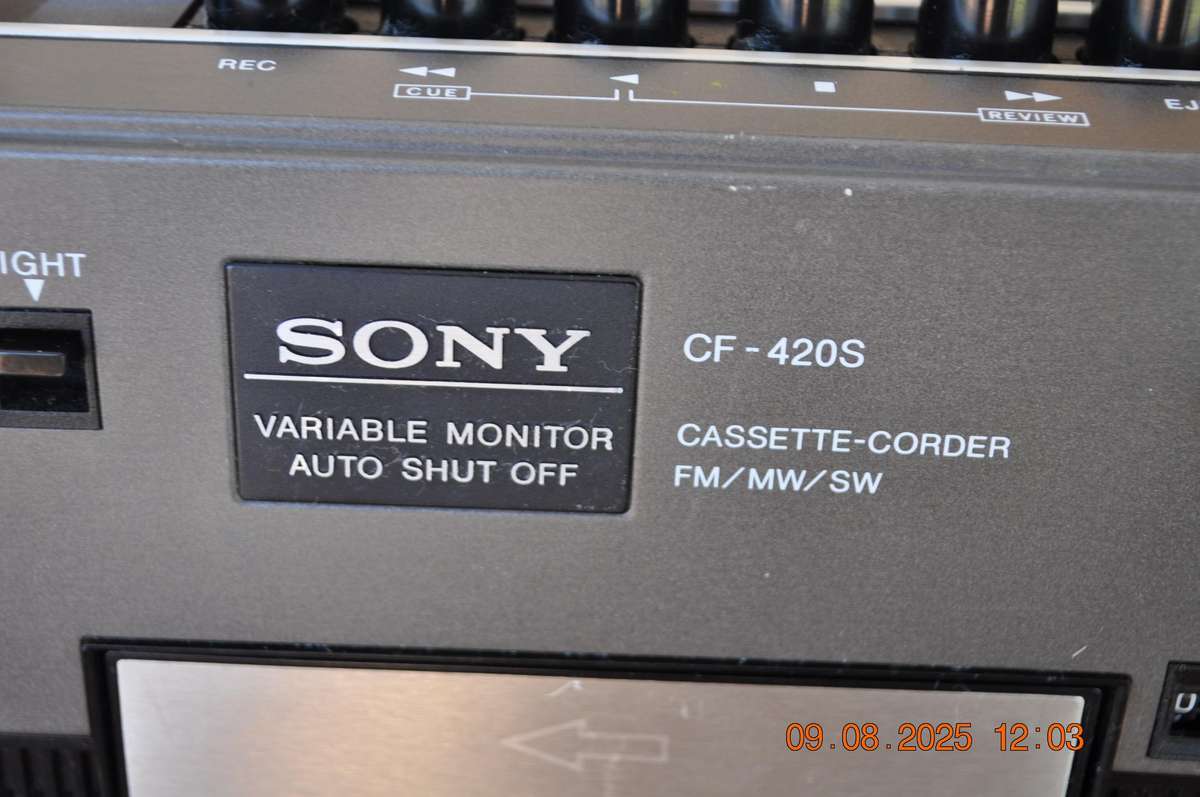 REC
CUE
REVIEW
EJ
IGHT
SONY
VARIABLE MONITOR
AUTO SHUT OFF
CF-420S
CASSETTE-CORDER
FM/MW/SW
U
09.08.2025 12:03